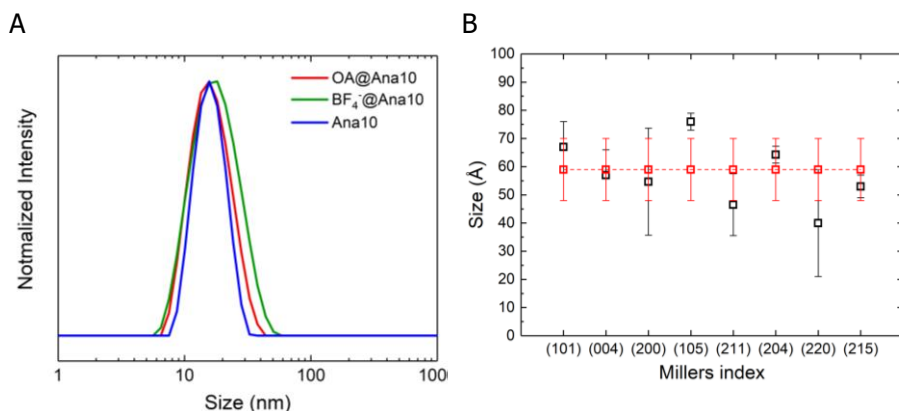 A
B
Notmalized Intensity
OA@Ana10
BF₄⁻@Ana10
Ana10
1
10
100
1000
Size (nm)
Size (Å)
100
90
80
70
60
50
40
30
20
10
0
(101) (004) (200) (105) (211) (204) (220) (215)
Millers index